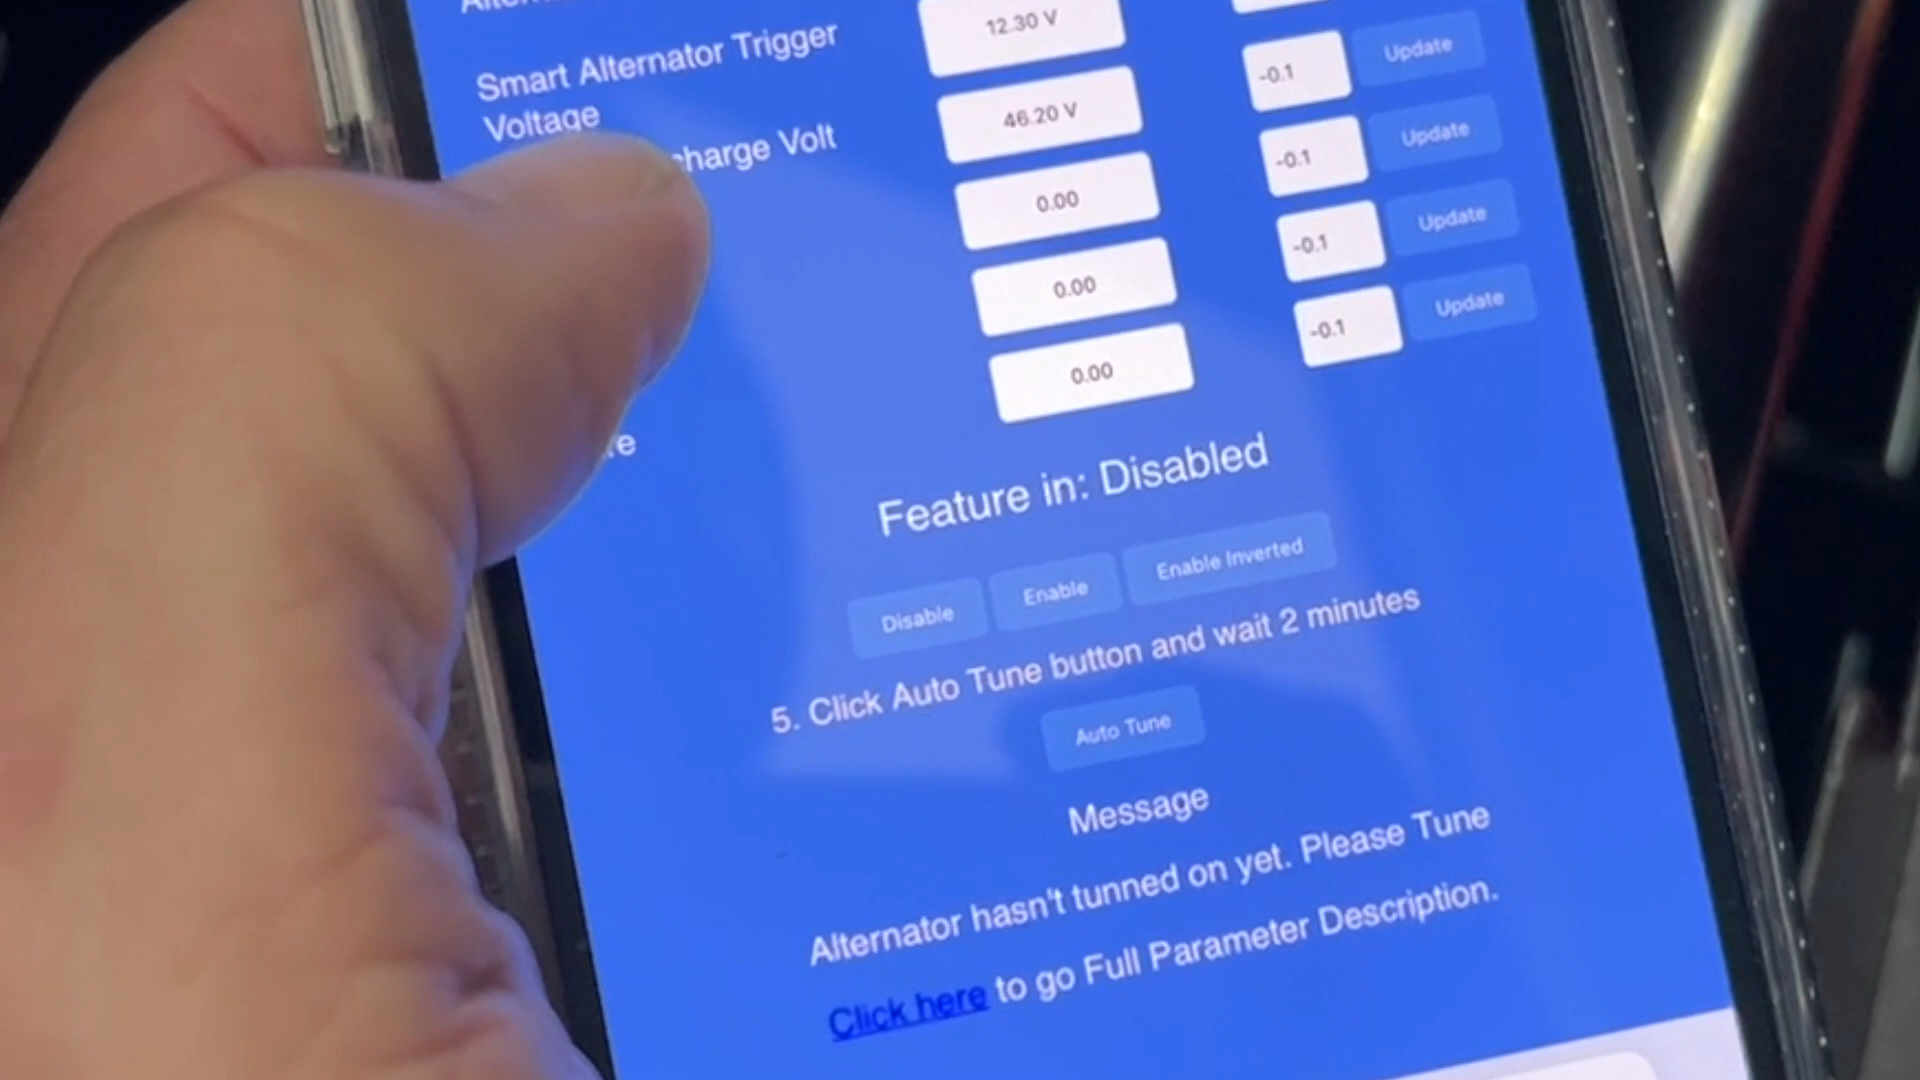 12.30 V
Smart Alternator Trigger
Voltage
-0.1 Update
charge Volt
46.20 V
-0.1 Update
0.00
-0.1 Update
0.00
-0.1 Update
0.00
Feature in: Disabled
Disable Enable Enable Inverted
5. Click Auto Tune button and wait 2 minutes
Auto Tune
Message
Alternator hasn't tunned on yet. Please Tune
Click here to go Full Parameter Description.